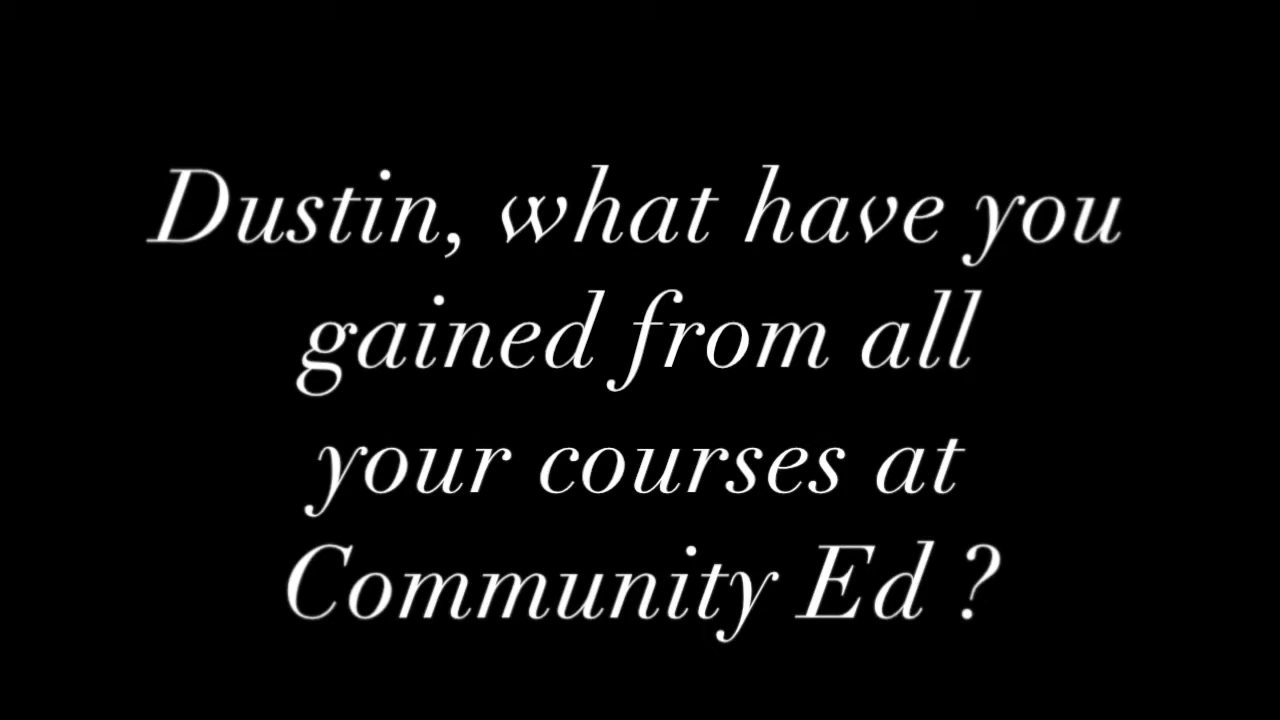 Dustin, what have you
gained from all
your courses at
Community Ed ?